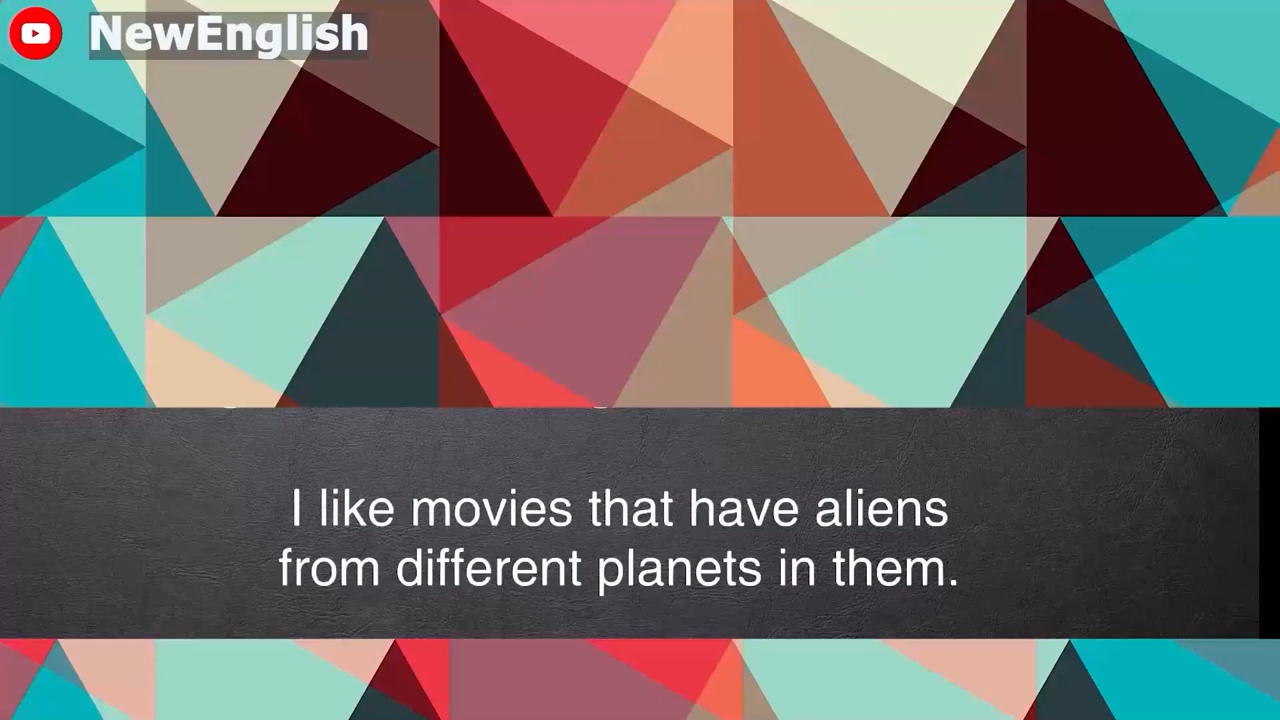 NewEnglish
I like movies that have aliens
from different planets in them.